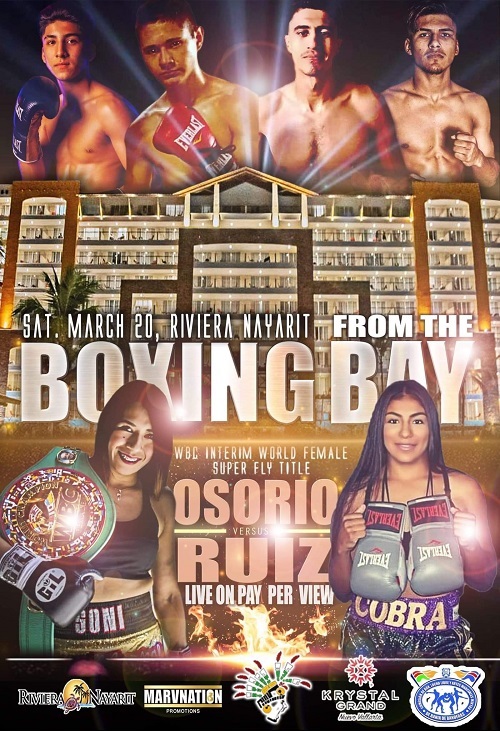 EVERLAST
SAT. MARCH 20, RIVIERA NAYARIT FROM THE
BOXING BAY
WBC INTERIM WORLD FEMALE
SUPER FLY TITLE
OSORIO
VERSUS
RUIZ
LIVE ON PAY PER VIEW
WBC
EVERLAST EVERLAST
EVERLAST EVERLAST
GONI
COBRA
RIVIERA NAYARIT
MARVNATION
PROMOTIONS
KRYSTAL
GRAND
Nuevo Vallarta